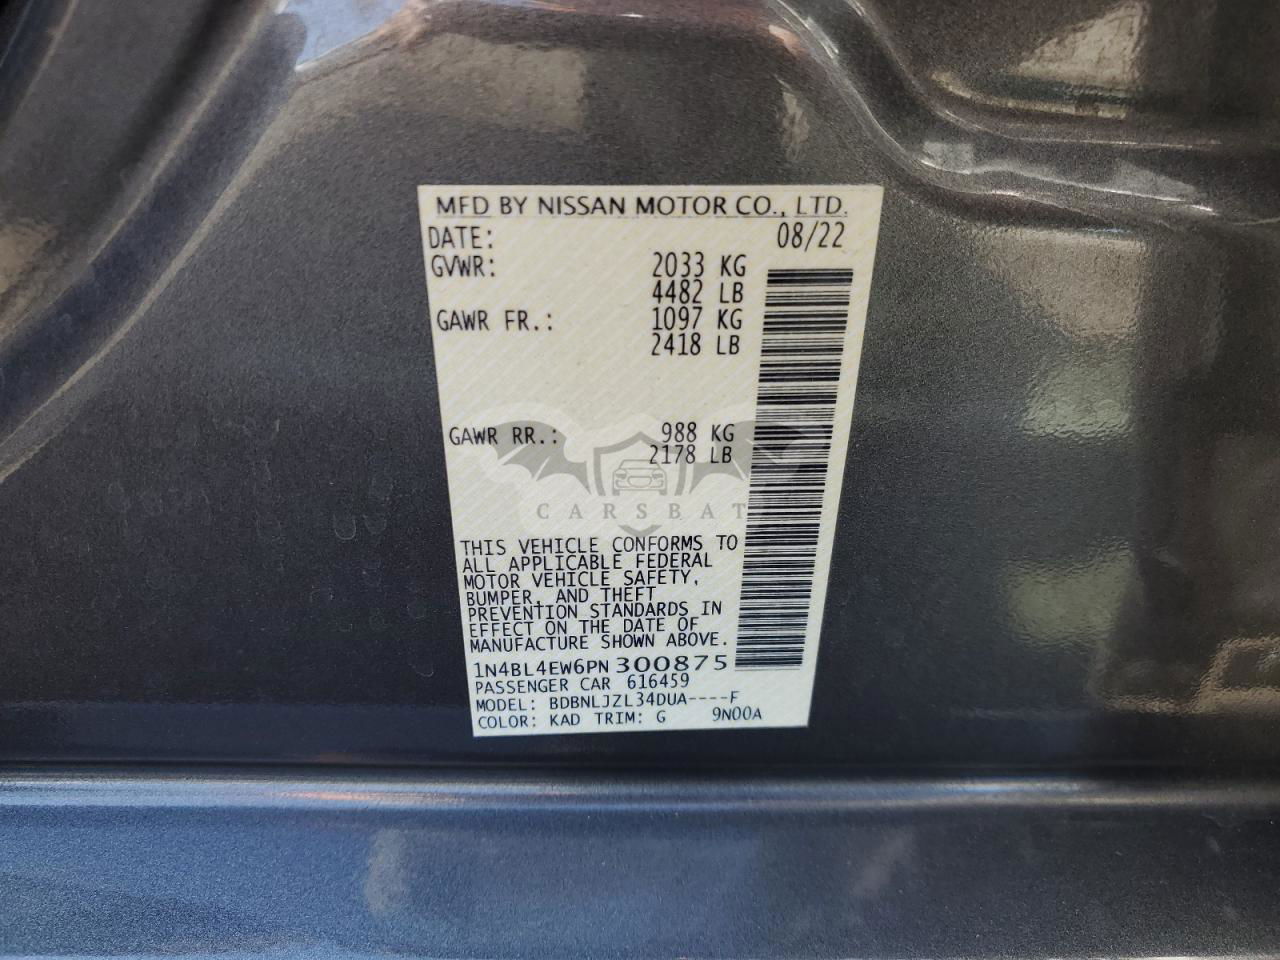 MFD BY NISSAN MOTOR CO., LTD.
DATE: 08/22
GVWR: 2033 KG
4482 LB
GAWR FR.: 1097 KG
2418 LB
GAWR RR.: 988 KG
2178 LB
CARSBAT
THIS VEHICLE CONFORMS TO
ALL APPLICABLE FEDERAL
MOTOR VEHICLE SAFETY,
BUMPER, AND THEFT
PREVENTION STANDARDS IN
EFFECT ON THE DATE OF
MANUFACTURE SHOWN ABOVE.
1N4BL4EW6PN300875
PASSENGER CAR 616459
MODEL: BDBNLJZL34DUA----F
COLOR: KAD TRIM: G 9N00A